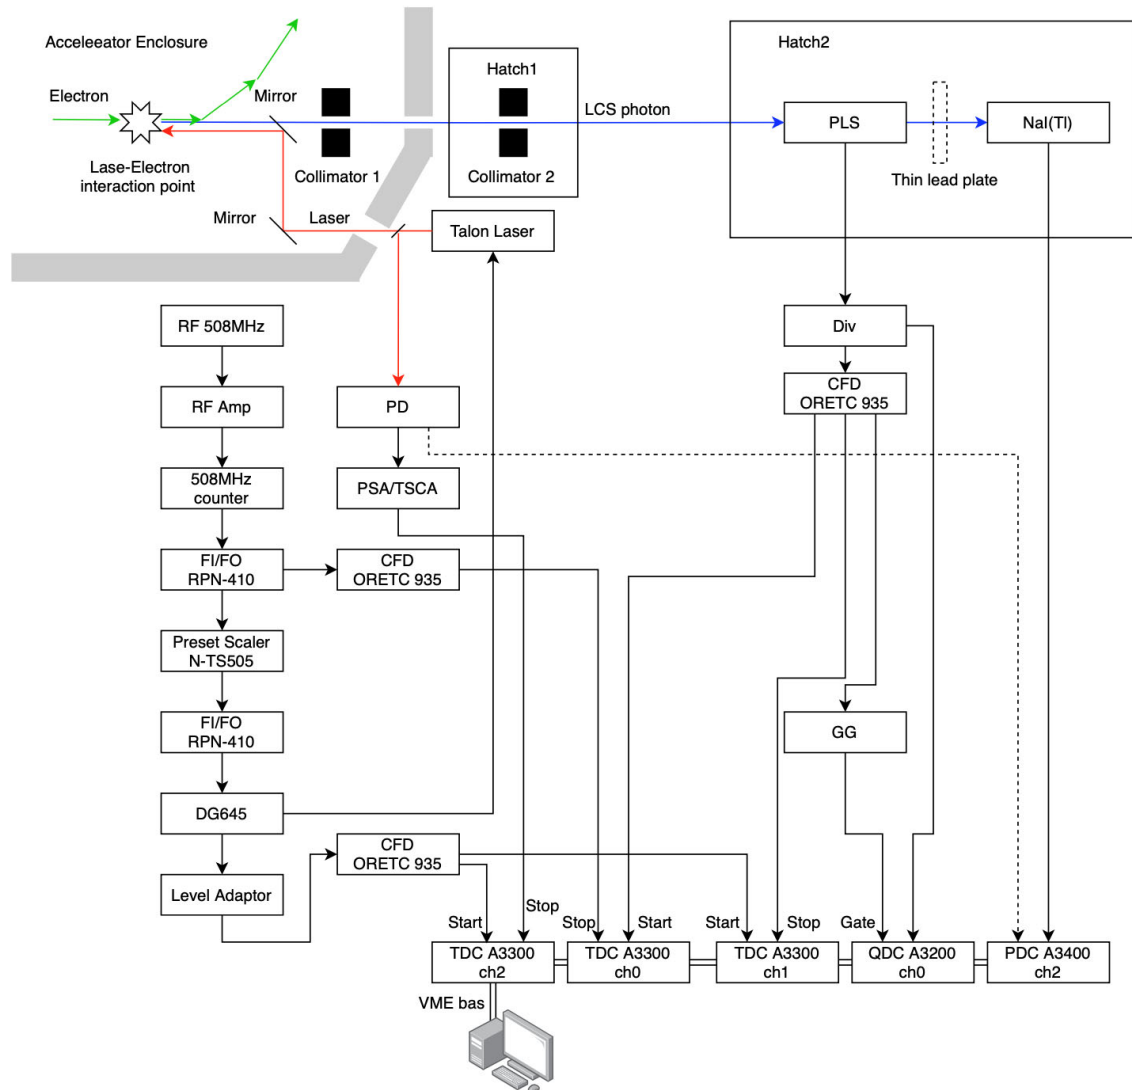 Acceleeator Enclosure
Electron
Mirror
Lase-Electron
interaction point
Collimator 1
Hatch1
Collimator 2
LCS photon
Hatch2
PLS
NaI(Tl)
Thin lead plate
Mirror
Laser
Talon Laser
RF 508MHz
RF Amp
508MHz
counter
FI/FO
RPN-410
Preset Scaler
N-TS505
FI/FO
RPN-410
DG645
Level Adaptor
PD
PSA/TSCA
CFD
ORETC 935
CFD
ORETC 935
Div
CFD
ORETC 935
GG
Start
Stop
Stop
Start
Start
Stop
Gate
TDC A3300
ch2
TDC A3300
ch0
TDC A3300
ch1
QDC A3200
ch0
PDC A3400
ch2
VME bas